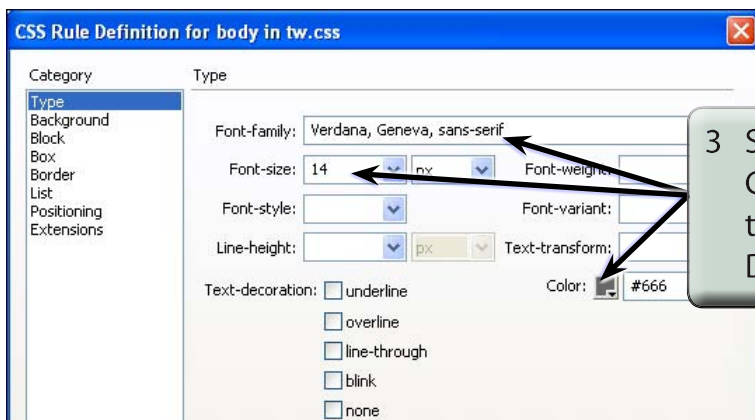 CSS Rule Definition for body in tw.css
Category
Type
Type
Background
Block
Box
Border
List
Positioning
Extensions
Font-family: Verdana, Geneva, sans-serif
Font-size: 14 px Font-weight:
Font-style: Font-variant:
Line-height: px Text-transform:
Text-decoration: underline Color: #666
overline
line-through
blink
none
3